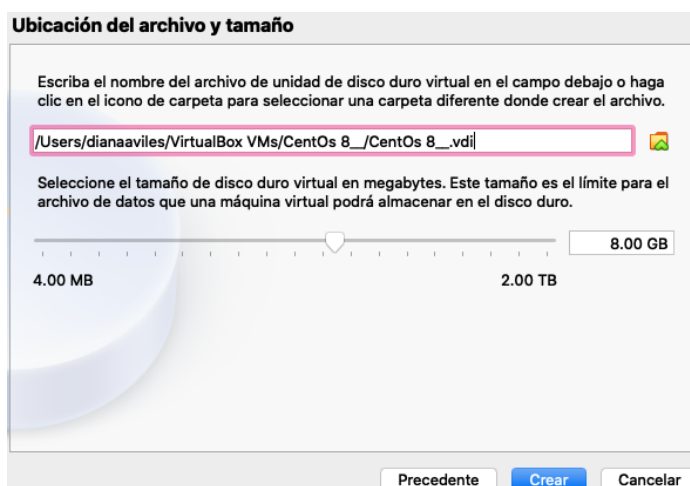 Ubicación del archivo y tamaño
Escriba el nombre del archivo de unidad de disco duro virtual en el campo debajo o haga
clic en el icono de carpeta para seleccionar una carpeta diferente donde crear el archivo.
/Users/dianaaviles/VirtualBox VMs/CentOs 8__/CentOs 8__.vdi
Seleccione el tamaño de disco duro virtual en megabytes. Este tamaño es el límite para el
archivo de datos que una máquina virtual podrá almacenar en el disco duro.
8.00 GB
4.00 MB 2.00 TB
Precedente Crear Cancelar